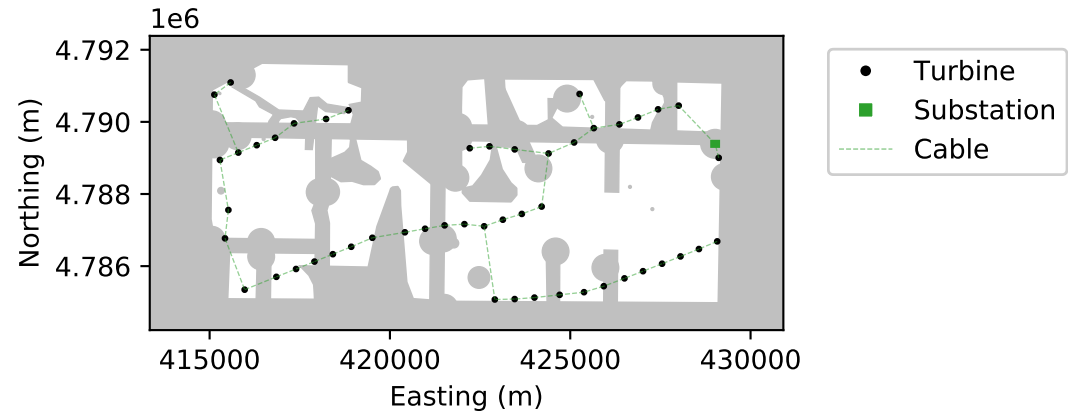 1e6
4.792
4.790
4.788
4.786
Northing (m)
415000
420000
425000
430000
Easting (m)
Turbine
Substation
Cable